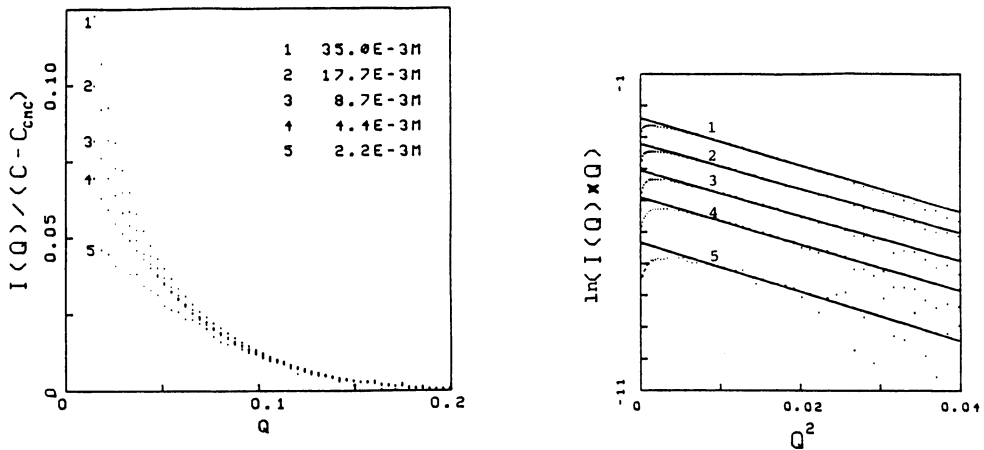 I(Q)/(C-C_CMC)
0.10
0.05
0
1
2
3
4
5
1 35.0E-3M
2 17.7E-3M
3 8.7E-3M
4 4.4E-3M
5 2.2E-3M
0 0.1 0.2
Q
ln(I(Q)*Q)
-1
-11
1
2
3
4
5
0 0.02 0.04
Q²